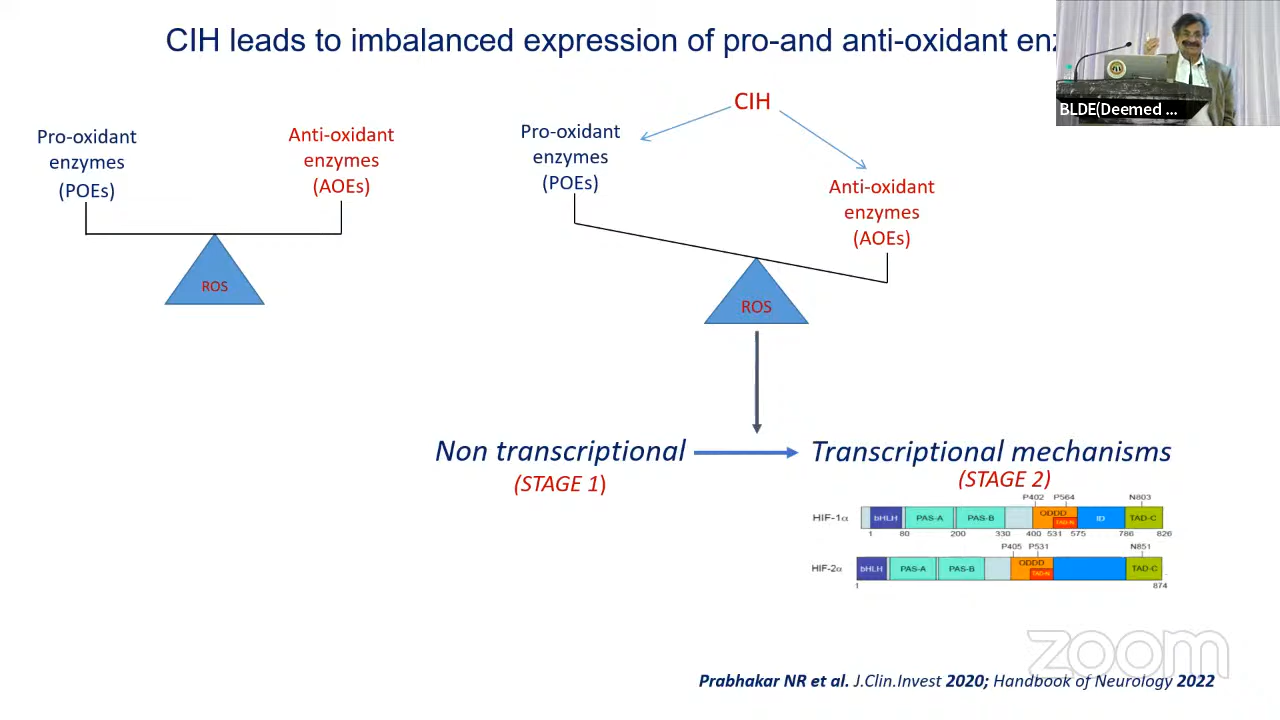 CIH leads to imbalanced expression of pro-and anti-oxidant
BLDE(Deemed ...
CIH
Pro-oxidant
enzymes
(POEs)
Anti-oxidant
enzymes
(AOEs)
ROS
Pro-oxidant
enzymes
(POEs)
Anti-oxidant
enzymes
(AOEs)
ROS
Non transcriptional
(STAGE 1)
Transcriptional mechanisms
(STAGE 2)
P402 P564 N803
HIF-1α bHLH PAS-A PAS-B ODDD TAD-N ID TAD-C
1 80 200 330 400 531 575 786 826
P405 P531 N851
HIF-2α bHLH PAS-A PAS-B ODDD TAD-N TAD-C
1 874
zoom
Prabhakar NR et al. J.Clin.Invest 2020; Handbook of Neurology 2022